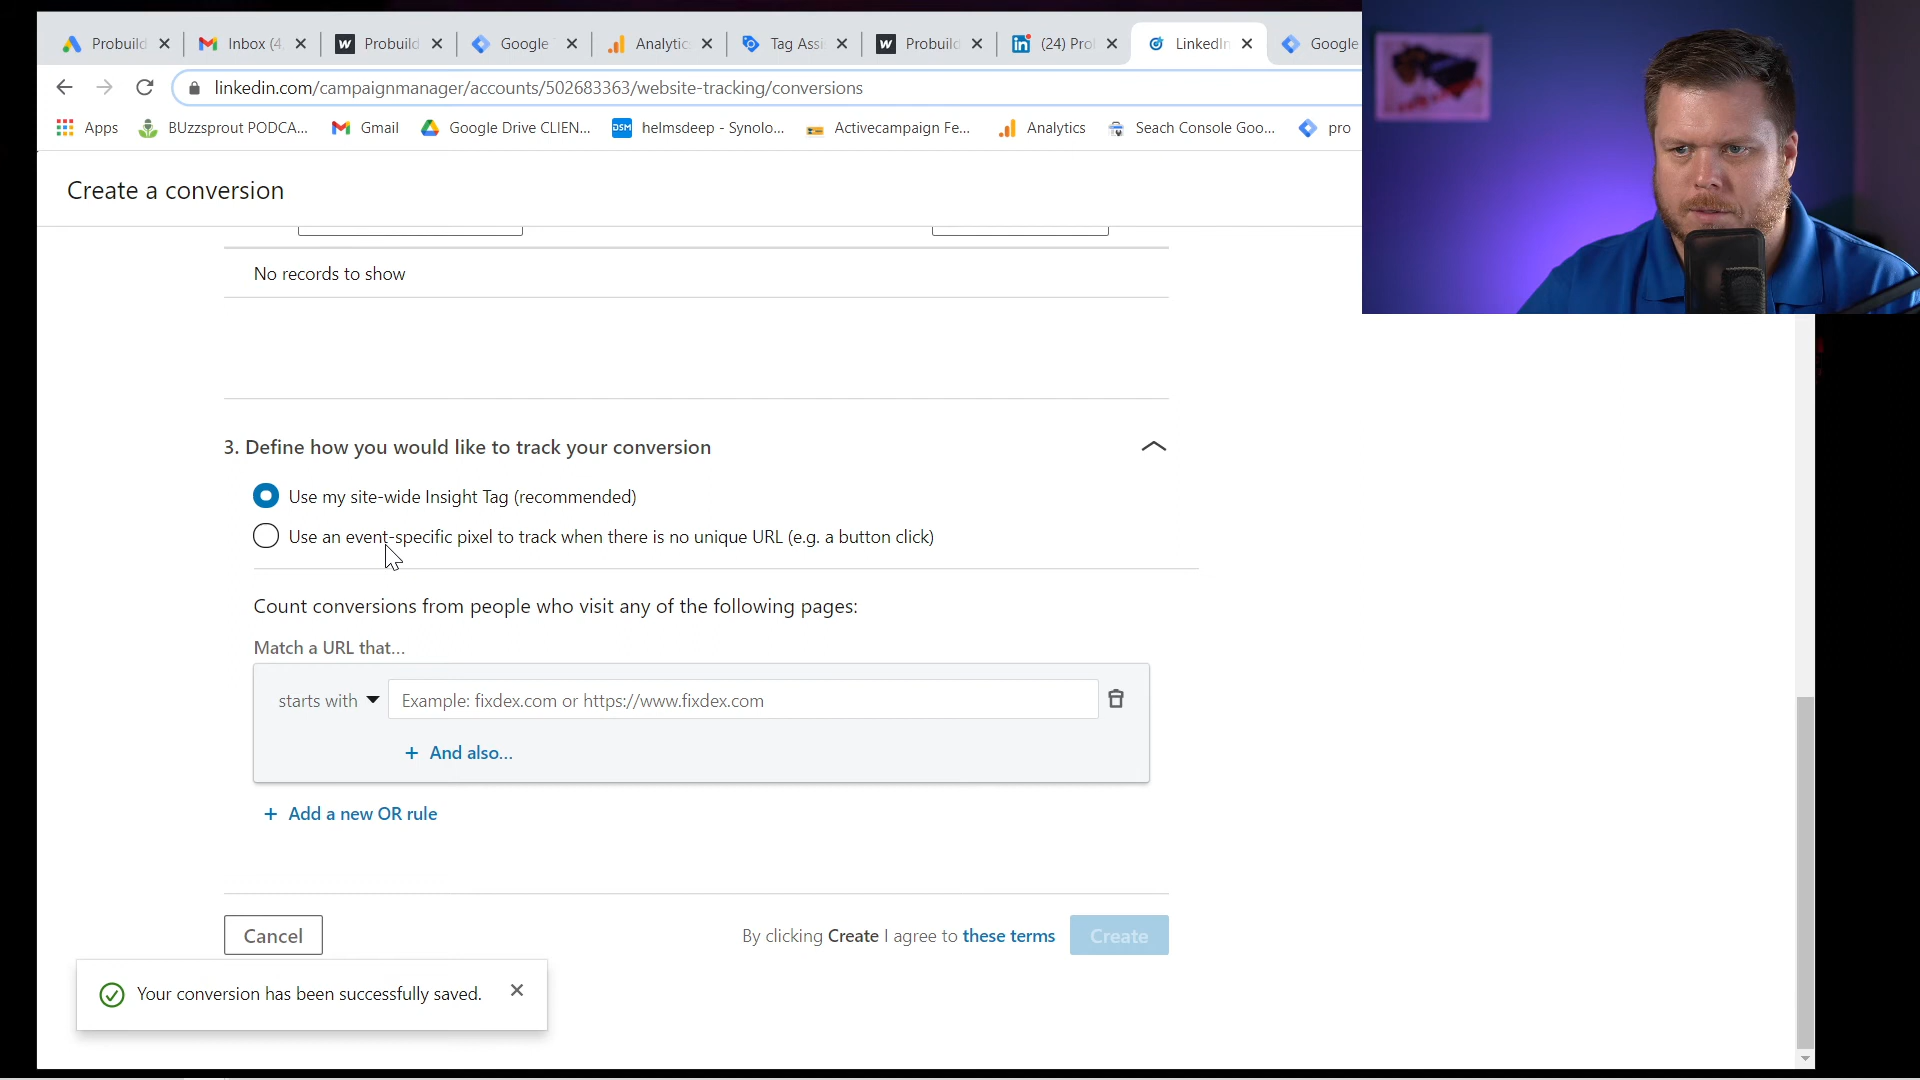 Probuild
Inbox (4
Probuild
Google
Analytic
Tag Assi
Probuild
(24) Pro
LinkedIn
Google
linkedin.com/campaignmanager/accounts/502683363/website-tracking/conversions
Apps
BUzzsprout PODCA...
Gmail
Google Drive CLIEN...
DSM
helmsdeep - Synolo...
Activecampaign Fe...
Analytics
Seach Console Goo...
pro
Create a conversion
No records to show
3. Define how you would like to track your conversion
Use my site-wide Insight Tag (recommended)
Use an event-specific pixel to track when there is no unique URL (e.g. a button click)
Count conversions from people who visit any of the following pages:
Match a URL that...
starts with
Example: fixdex.com or https://www.fixdex.com
+ And also...
+ Add a new OR rule
Cancel
By clicking Create I agree to these terms
Create
Your conversion has been successfully saved.